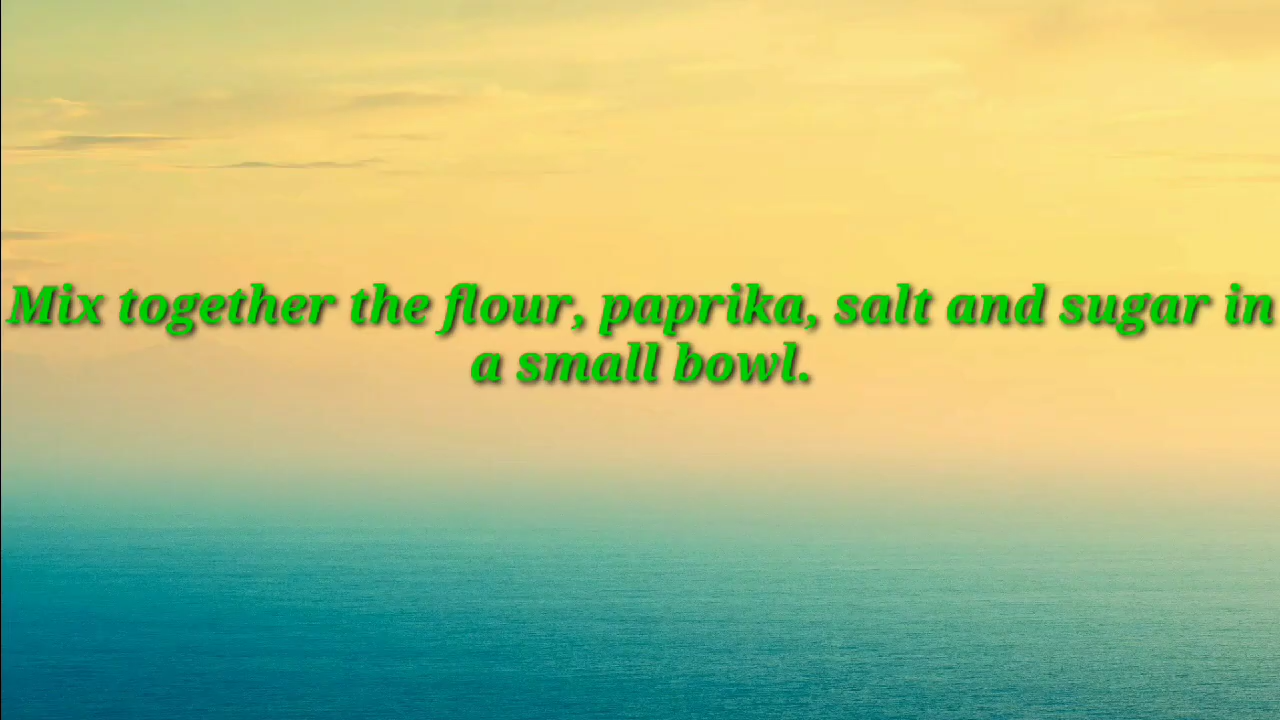 Mix together the flour, paprika, salt and sugar in
a small bowl.